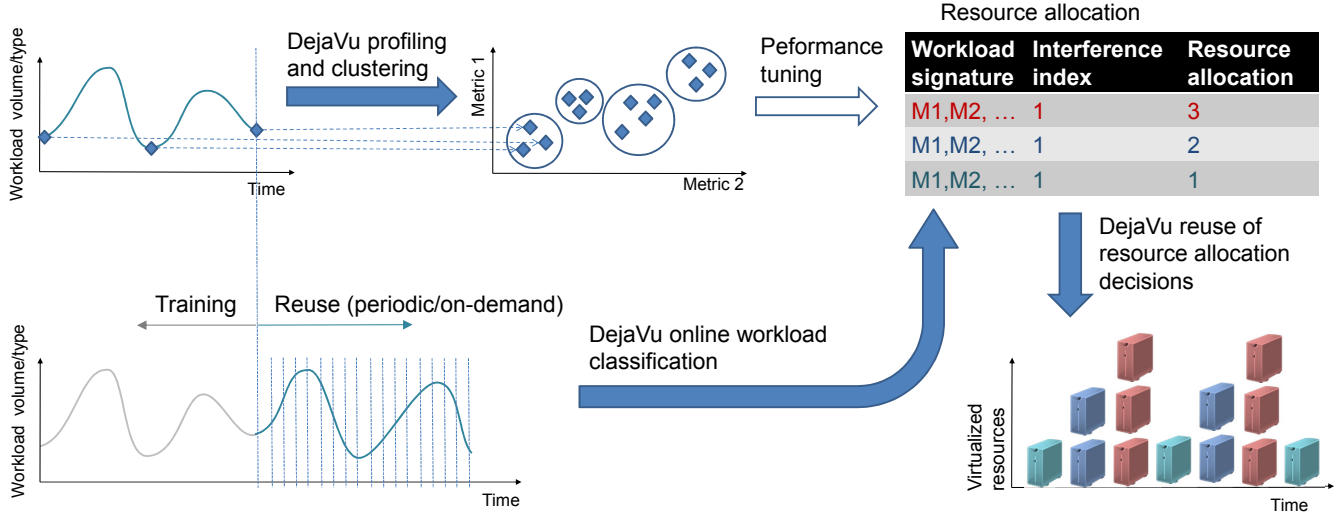 Resource allocation
DejaVu profiling
and clustering
Peformance
tuning
Workload volume/type
Time
Metric 1
Metric 2
Workload signature Interference index Resource allocation
M1,M2, … 1 3
M1,M2, … 1 2
M1,M2, … 1 1
DejaVu reuse of
resource allocation
decisions
Training
Reuse (periodic/on-demand)
DejaVu online workload
classification
Workload volume/type
Time
Virtualized
resources
Time